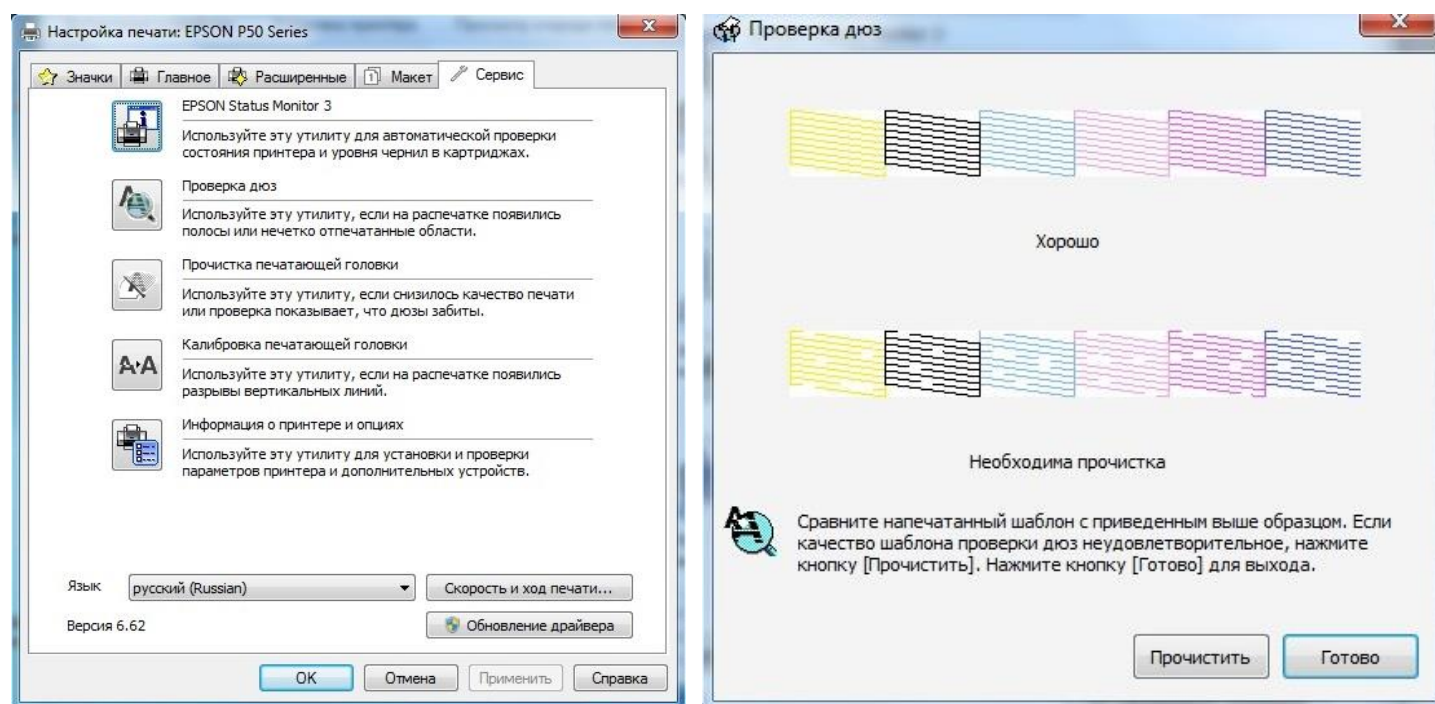 Настройка печати: EPSON P50 Series
Значки Главное Расширенные Макет Сервис
EPSON Status Monitor 3
Используйте эту утилиту для автоматической проверки
состояния принтера и уровня чернил в картриджах.
Проверка дюз
Используйте эту утилиту, если на распечатке появились
полосы или нечетко отпечатанные области.
Прочистка печатающей головки
Используйте эту утилиту, если снизилось качество печати
или проверка показывает, что дюзы забиты.
Калибровка печатающей головки
Используйте эту утилиту, если на распечатке появились
разрывы вертикальных линий.
Информация о принтере и опциях
Используйте эту утилиту для установки и проверки
параметров принтера и дополнительных устройств.
Язык русский (Russian) Скорость и ход печати...
Версия 6.62 Обновление драйвера
OK Отмена Применить Справка
Проверка дюз
Хорошо
Необходима прочистка
Сравните напечатанный шаблон с приведенным выше образцом. Если
качество шаблона проверки дюз неудовлетворительное, нажмите
кнопку [Прочистить]. Нажмите кнопку [Готово] для выхода.
Прочистить Готово